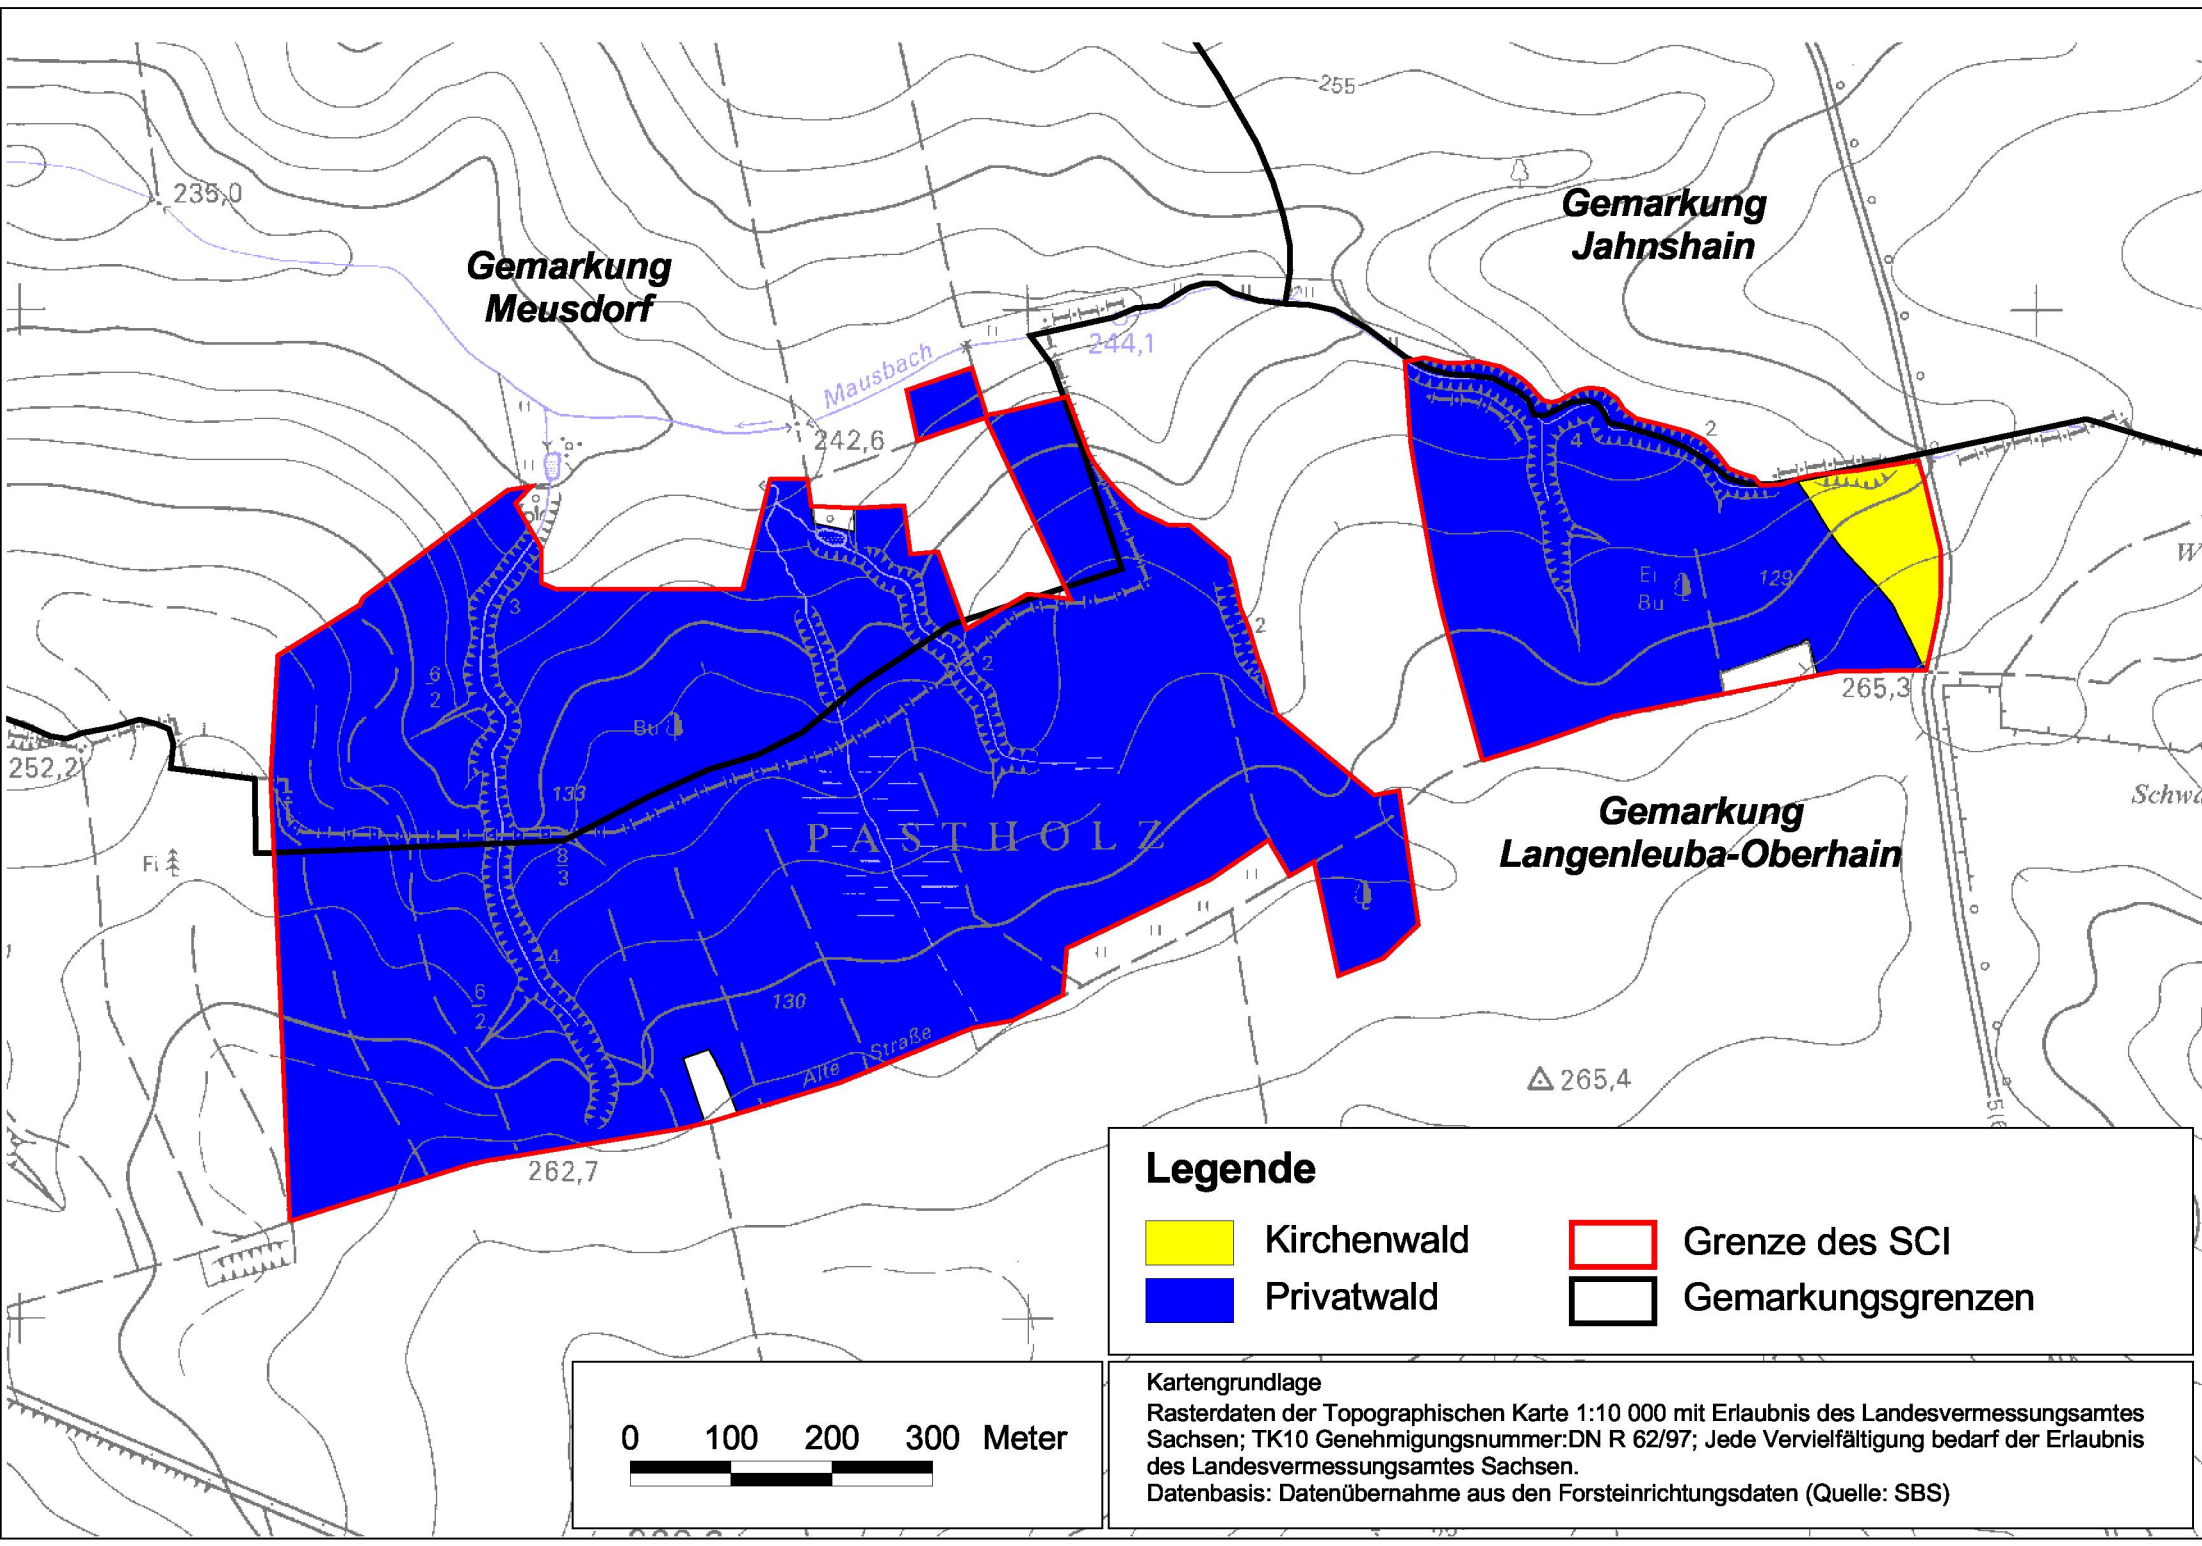 255
235,0
Gemarkung
Jahnshain
Gemarkung
Meusdorf
244,1
Mausbach
242,6
2
4
3
Ei
Bu
129
2
2
6
2
265,3
W
Bu
252,2
133
Schwa
Gemarkung
Langenleuba-Oberhain
PASTHOLZ
Fi
8
3
4
6
2
130
Alte Straße
265,4
262,7
Legende
Kirchenwald
Grenze des SCI
Privatwald
Gemarkungsgrenzen
Kartengrundlage
Rasterdaten der Topographischen Karte 1:10 000 mit Erlaubnis des Landesvermessungsamtes
Sachsen; TK10 Genehmigungsnummer:DN R 62/97; Jede Vervielfältigung bedarf der Erlaubnis
des Landesvermessungsamtes Sachsen.
Datenbasis: Datenübernahme aus den Forsteinrichtungsdaten (Quelle: SBS)
0 100 200 300 Meter